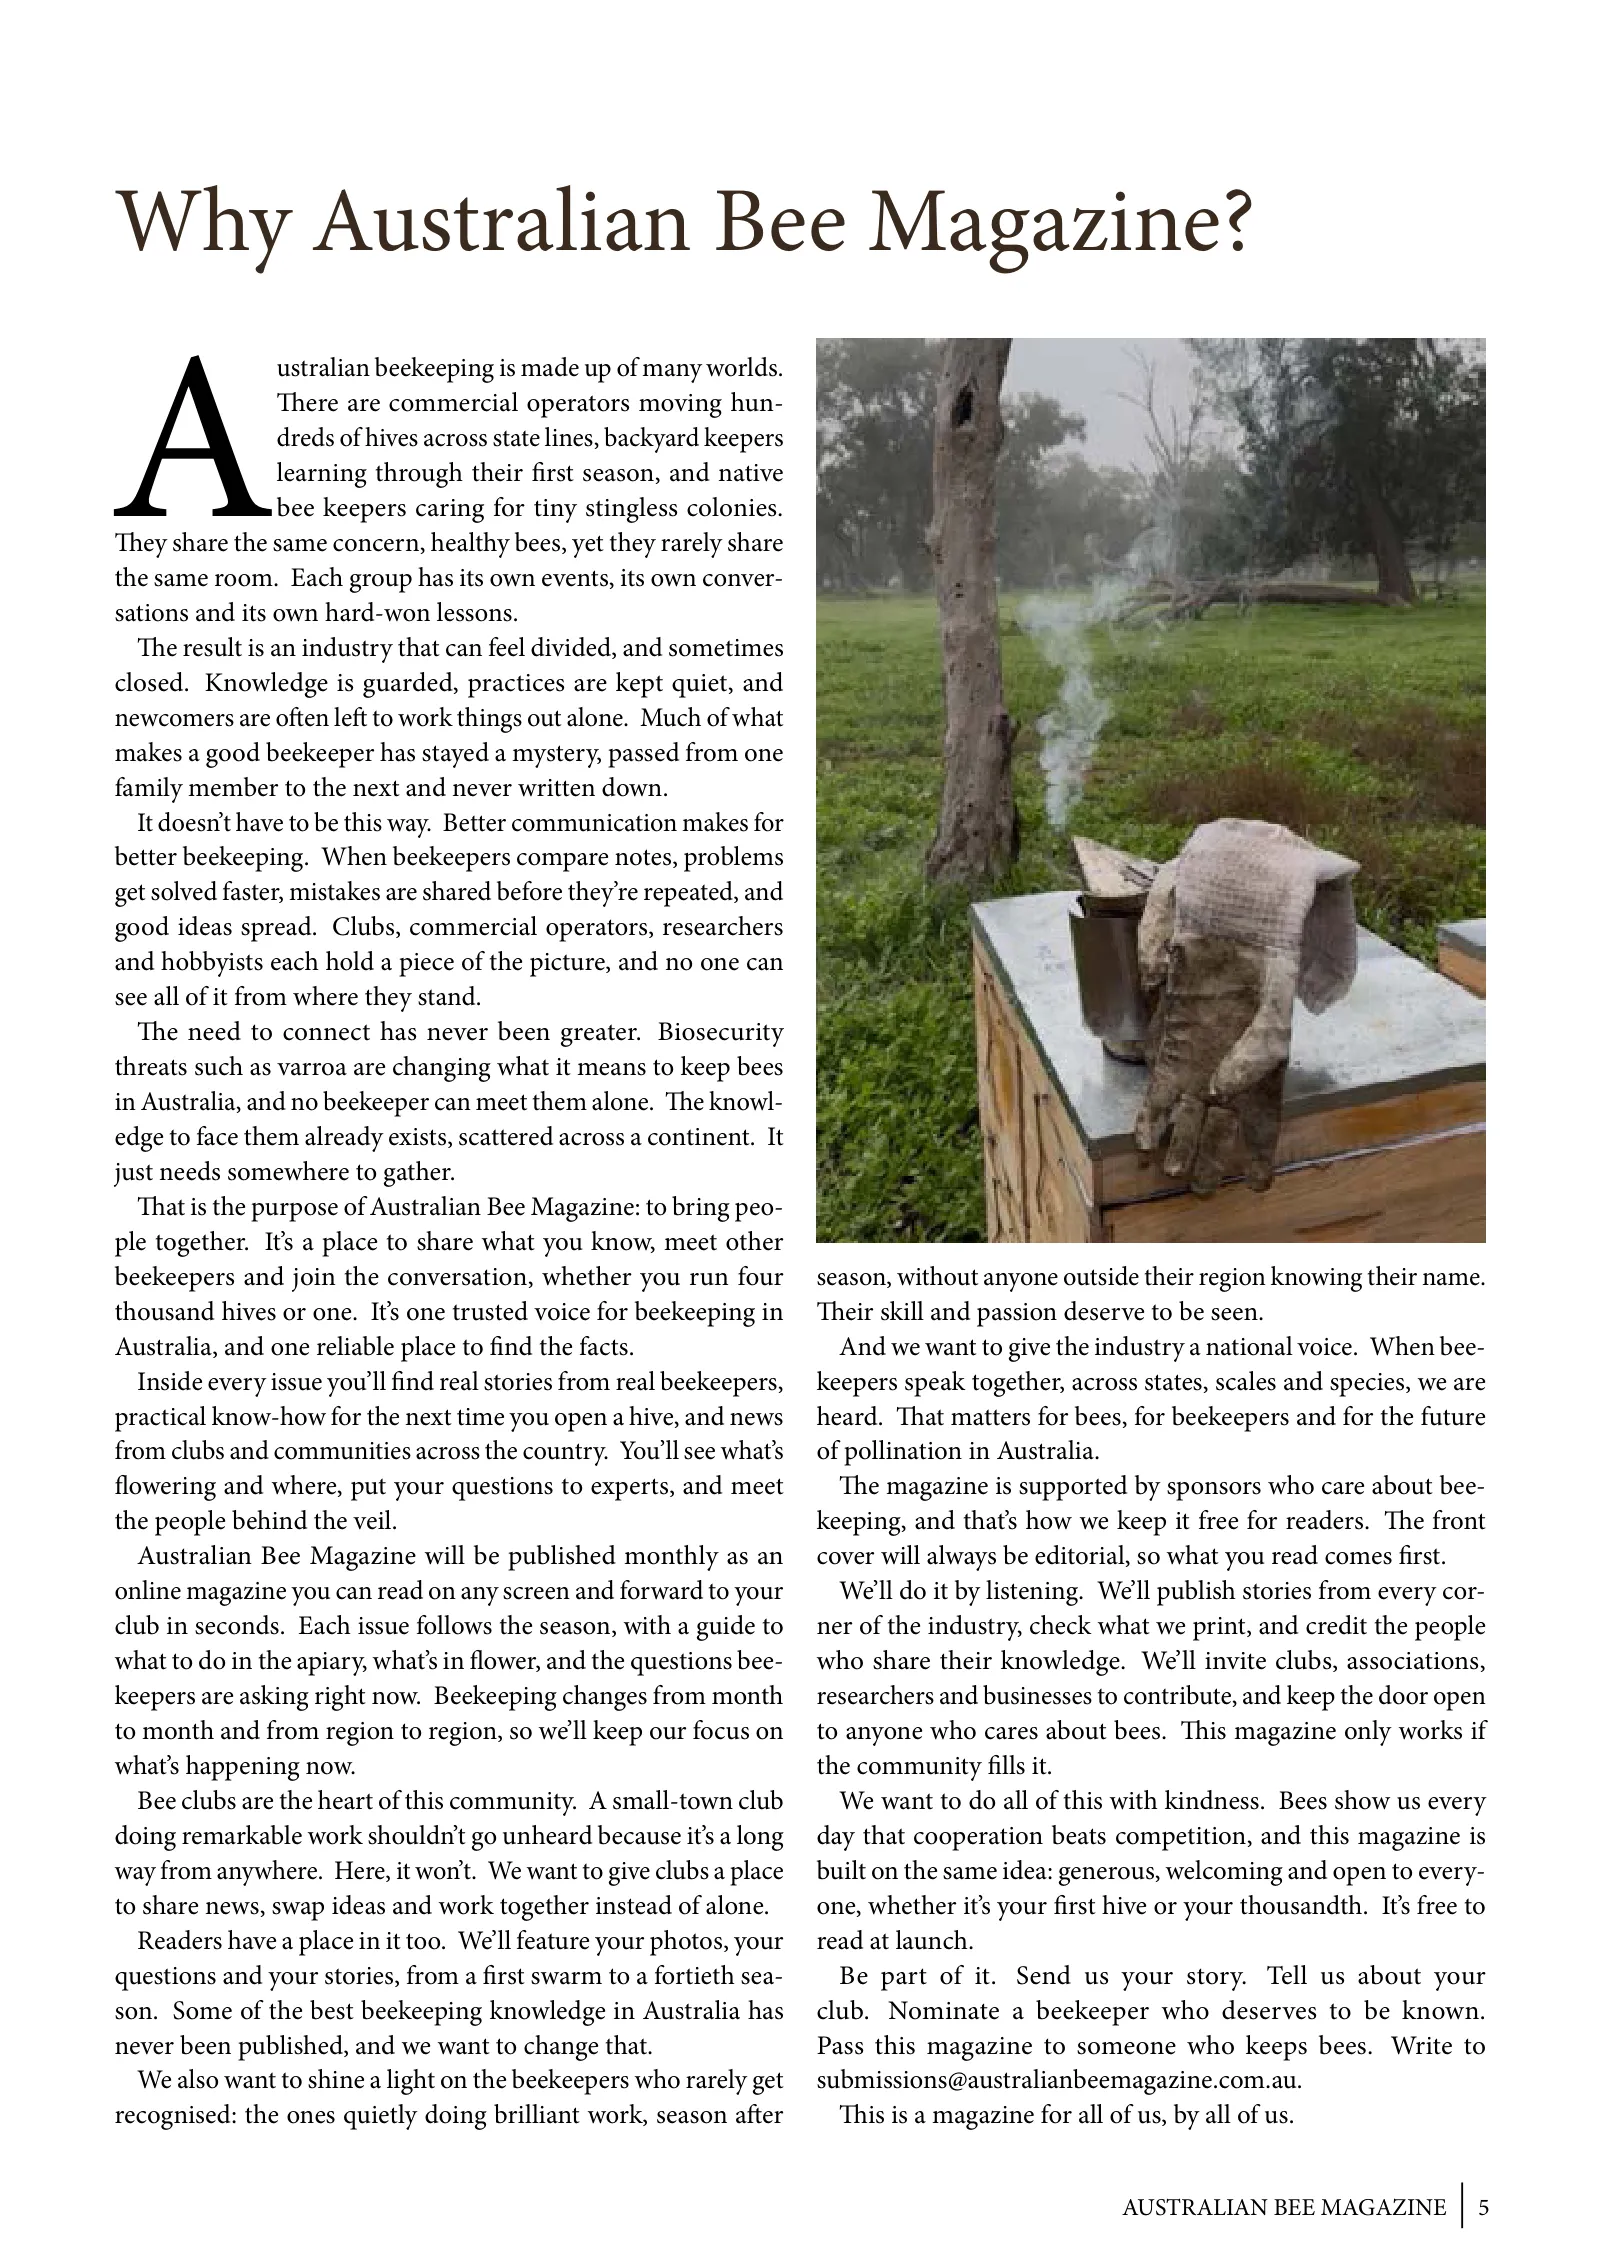 Why Australian Bee Magazine?
Australian beekeeping is made up of many worlds.
There are commercial operators moving hun-
dreds of hives across state lines, backyard keepers
learning through their first season, and native
bee keepers caring for tiny stingless colonies.
They share the same concern, healthy bees, yet they rarely share
the same room. Each group has its own events, its own conver-
sations and its own hard-won lessons.
The result is an industry that can feel divided, and sometimes
closed. Knowledge is guarded, practices are kept quiet, and
newcomers are often left to work things out alone. Much of what
makes a good beekeeper has stayed a mystery, passed from one
family member to the next and never written down.
It doesn’t have to be this way. Better communication makes for
better beekeeping. When beekeepers compare notes, problems
get solved faster, mistakes are shared before they’re repeated, and
good ideas spread. Clubs, commercial operators, researchers
and hobbyists each hold a piece of the picture, and no one can
see all of it from where they stand.
The need to connect has never been greater. Biosecurity
threats such as varroa are changing what it means to keep bees
in Australia, and no beekeeper can meet them alone. The knowl-
edge to face them already exists, scattered across a continent. It
just needs somewhere to gather.
That is the purpose of Australian Bee Magazine: to bring peo-
ple together. It’s a place to share what you know, meet other
beekeepers and join the conversation, whether you run four
thousand hives or one. It’s one trusted voice for beekeeping in
Australia, and one reliable place to find the facts.
Inside every issue you’ll find real stories from real beekeepers,
practical know-how for the next time you open a hive, and news
from clubs and communities across the country. You’ll see what’s
flowering and where, put your questions to experts, and meet
the people behind the veil.
Australian Bee Magazine will be published monthly as an
online magazine you can read on any screen and forward to your
club in seconds. Each issue follows the season, with a guide to
what to do in the apiary, what’s in flower, and the questions bee-
keepers are asking right now. Beekeeping changes from month
to month and from region to region, so we’ll keep our focus on
what’s happening now.
Bee clubs are the heart of this community. A small-town club
doing remarkable work shouldn’t go unheard because it’s a long
way from anywhere. Here, it won’t. We want to give clubs a place
to share news, swap ideas and work together instead of alone.
Readers have a place in it too. We’ll feature your photos, your
questions and your stories, from a first swarm to a fortieth sea-
son. Some of the best beekeeping knowledge in Australia has
never been published, and we want to change that.
We also want to shine a light on the beekeepers who rarely get
recognised: the ones quietly doing brilliant work, season after
season, without anyone outside their region knowing their name.
Their skill and passion deserve to be seen.
And we want to give the industry a national voice. When bee-
keepers speak together, across states, scales and species, we are
heard. That matters for bees, for beekeepers and for the future
of pollination in Australia.
The magazine is supported by sponsors who care about bee-
keeping, and that’s how we keep it free for readers. The front
cover will always be editorial, so what you read comes first.
We’ll do it by listening. We’ll publish stories from every cor-
ner of the industry, check what we print, and credit the people
who share their knowledge. We’ll invite clubs, associations,
researchers and businesses to contribute, and keep the door open
to anyone who cares about bees. This magazine only works if
the community fills it.
We want to do all of this with kindness. Bees show us every
day that cooperation beats competition, and this magazine is
built on the same idea: generous, welcoming and open to every-
one, whether it’s your first hive or your thousandth. It’s free to
read at launch.
Be part of it. Send us your story. Tell us about your
club. Nominate a beekeeper who deserves to be known.
Pass this magazine to someone who keeps bees. Write to
submissions@australianbeemagazine.com.au.
This is a magazine for all of us, by all of us.
AUSTRALIAN BEE MAGAZINE 5